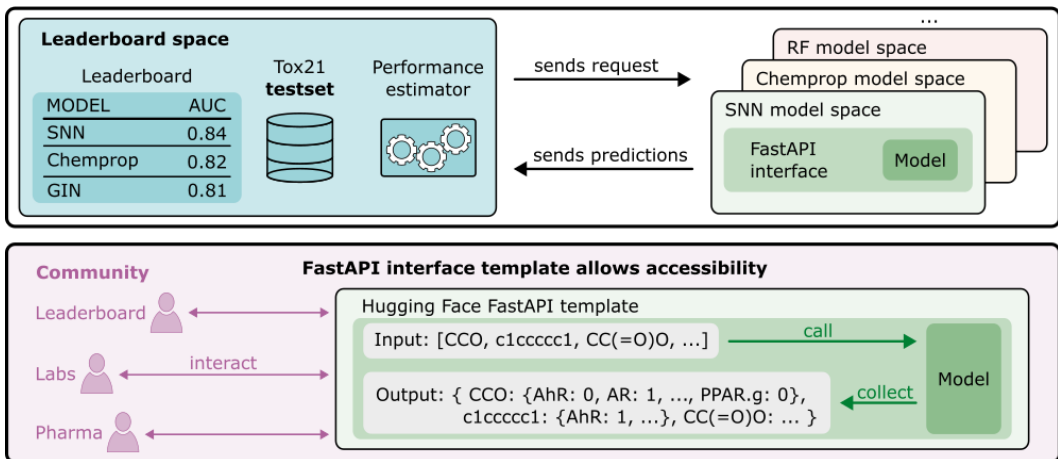 Leaderboard space
Leaderboard
MODEL AUC
SNN 0.84
Chemprop 0.82
GIN 0.81
Tox21
testset
Performance
estimator
sends request
sends predictions
...
RF model space
Chemprop model space
SNN model space
FastAPI
interface
Model
Community
FastAPI interface template allows accessibility
Leaderboard
Labs
interact
Pharma
Hugging Face FastAPI template
Input: [CCO, c1ccccc1, CC(=O)O, ...]
call
Output: { CCO: {AhR: 0, AR: 1, ..., PPAR.g: 0},
c1ccccc1: {AhR: 1, ...}, CC(=O)O: ... }
collect
Model